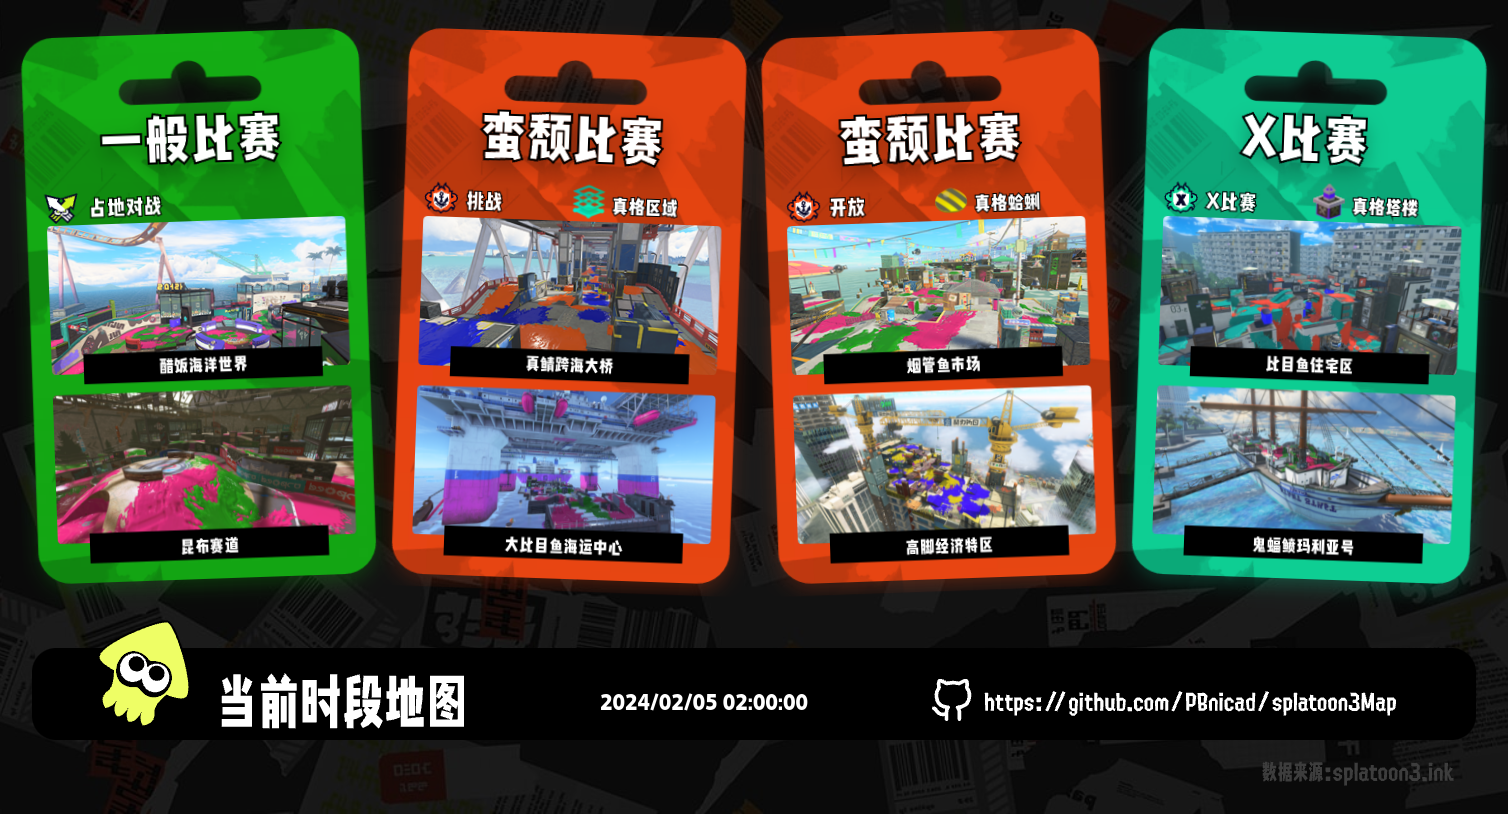 一般比赛
占地对战
醋饭海洋世界
昆布赛道
蛮颓比赛
挑战
真格区域
真鲭跨海大桥
大比目鱼海运中心
蛮颓比赛
开放
真格蛤蜊
烟管鱼市场
高脚经济特区
X比赛
X比赛
真格塔楼
比目鱼住宅区
鬼蝠鲼玛利亚号
当前时段地图
2024/02/05 02:00:00
https://github.com/PBnicad/splatoon3Map
数据来源:splatoon3.ink